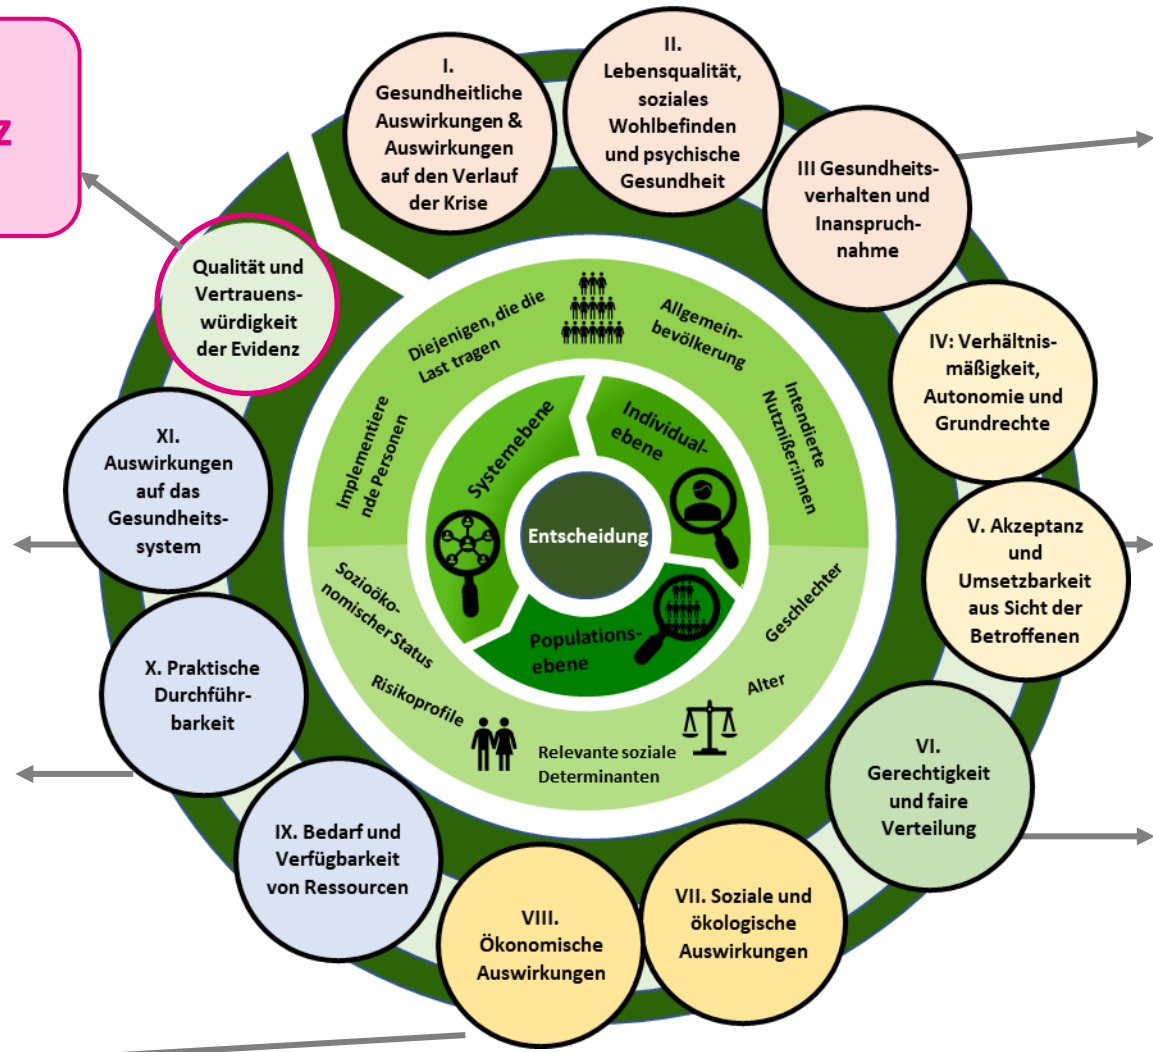 z
I.
Gesundheitliche
Auswirkungen &
Auswirkungen
auf den Verlauf
der Krise
II.
Lebensqualität,
soziales
Wohlbefinden
und psychische
Gesundheit
III Gesundheits-
verhalten und
Inanspruch-
nahme
IV: Verhältnis-
mäßigkeit,
Autonomie und
Grundrechte
V. Akzeptanz
und
Umsetzbarkeit
aus Sicht der
Betroffenen
VI.
Gerechtigkeit
und faire
Verteilung
VII. Soziale und
ökologische
Auswirkungen
VIII.
Ökonomische
Auswirkungen
IX. Bedarf und
Verfügbarkeit
von Ressourcen
X. Praktische
Durchführ-
barkeit
XI.
Auswirkungen
auf das
Gesundheits-
system
Qualität und
Vertrauens-
würdigkeit
der Evidenz
Implementiere
nde Personen
Diejenigen, die die
Last tragen
Allgemein-
bevölkerung
Intendierte
Nutznießer:innen
Geschlechter
Alter
Relevante soziale
Determinanten
Risikoprofile
Sozioöko-
nomischer Status
Systemebene
Individual-
ebene
Populations-
ebene
Entscheidung